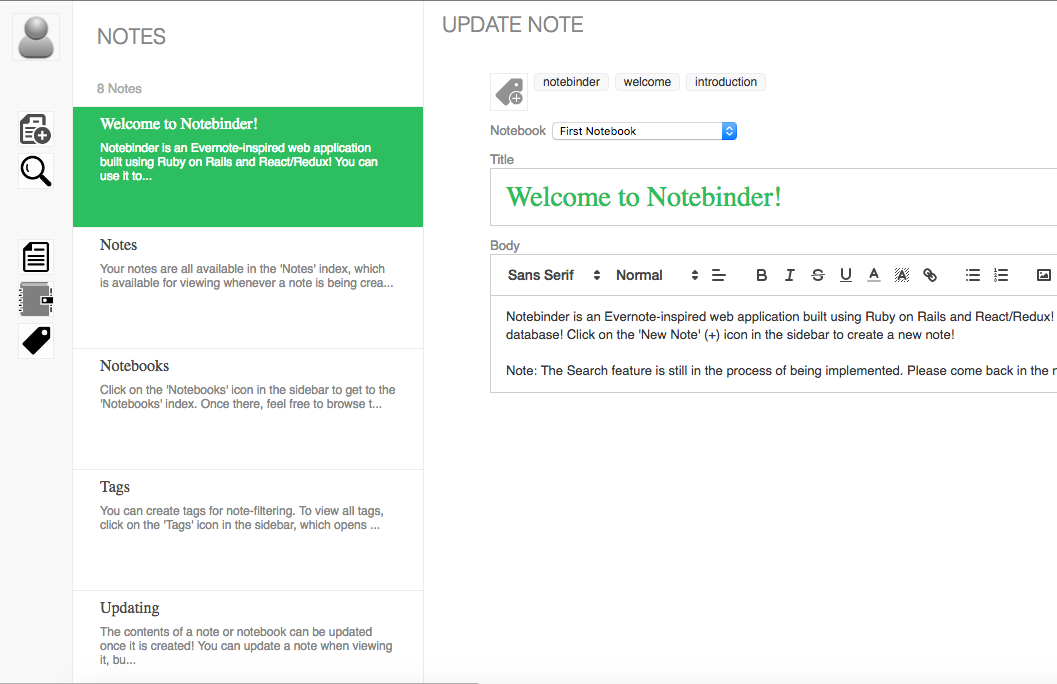 NOTES
8 Notes
Welcome to Notebinder!
Notebinder is an Evernote-inspired web application
built using Ruby on Rails and React/Redux! You can
use it to...
Notes
Your notes are all available in the 'Notes' index, which
is available for viewing whenever a note is being crea...
Notebooks
Click on the 'Notebooks' icon in the sidebar to get to the
'Notebooks' index. Once there, feel free to browse t...
Tags
You can create tags for note-filtering. To view all tags,
click on the 'Tags' icon in the sidebar, which opens ...
Updating
The contents of a note or notebook can be updated
once it is created! You can update a note when viewing
it, bu...
UPDATE NOTE
notebinder welcome introduction
Notebook First Notebook
Title
Welcome to Notebinder!
Body
Sans Serif Normal B I S U A A
Notebinder is an Evernote-inspired web application built using Ruby on Rails and React/Redux!
database! Click on the 'New Note' (+) icon in the sidebar to create a new note!
Note: The Search feature is still in the process of being implemented. Please come back in the